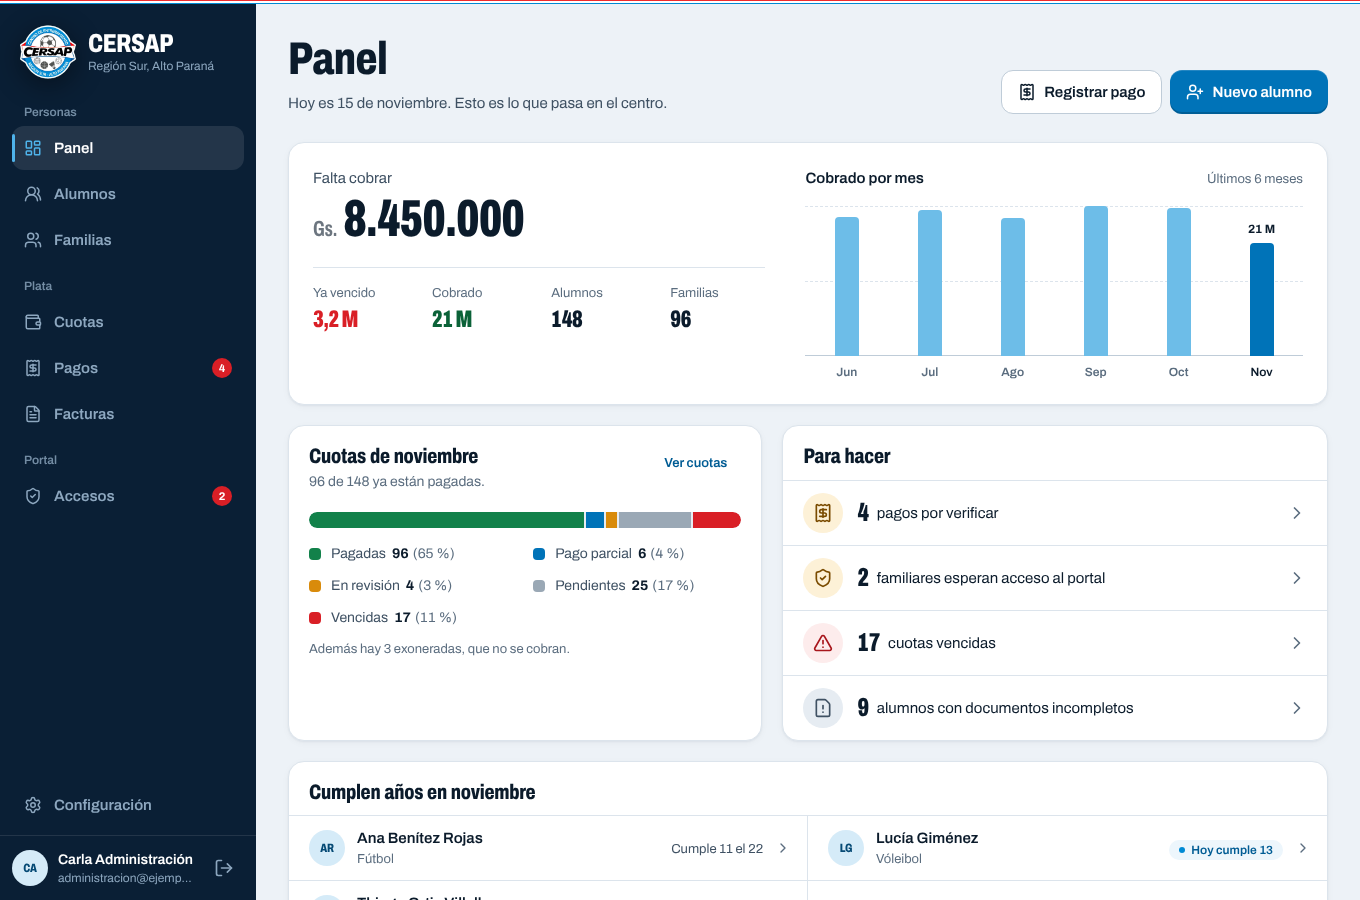 CERSAP
CERSAP
Región Sur, Alto Paraná
Personas
Panel
Alumnos
Familias
Plata
Cuotas
Pagos 4
Facturas
Portal
Accesos 2
Configuración
CA
Carla Administración
administracion@ejemp...
Panel
Hoy es 15 de noviembre. Esto es lo que pasa en el centro.
Registrar pago
Nuevo alumno
Falta cobrar
Gs. 8.450.000
Ya vencido Cobrado Alumnos Familias
3,2 M 21 M 148 96
Cobrado por mes Últimos 6 meses
21 M
Jun Jul Ago Sep Oct Nov
Cuotas de noviembre
96 de 148 ya están pagadas.
Ver cuotas
Pagadas 96 (65 %) Pago parcial 6 (4 %)
En revisión 4 (3 %) Pendientes 25 (17 %)
Vencidas 17 (11 %)
Además hay 3 exoneradas, que no se cobran.
Para hacer
4 pagos por verificar
2 familiares esperan acceso al portal
17 cuotas vencidas
9 alumnos con documentos incompletos
Cumplen años en noviembre
AR
Ana Benítez Rojas
Fútbol
Cumple 11 el 22
LG
Lucía Giménez
Vóleibol
Hoy cumple 13